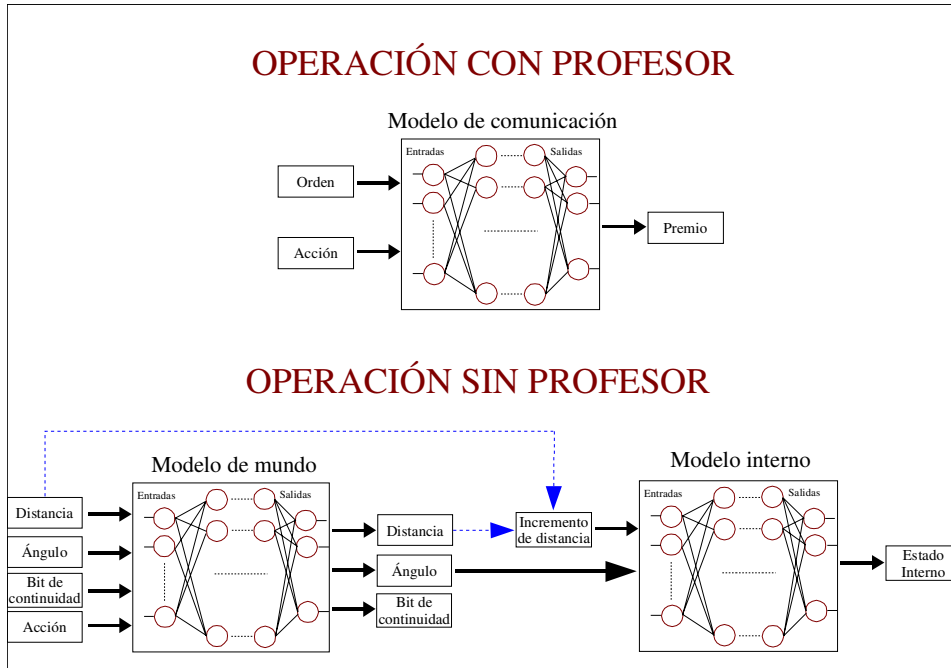 OPERACIÓN CON PROFESOR
Modelo de comunicación
Entradas
Salidas
Orden
Acción
Premio
OPERACIÓN SIN PROFESOR
Modelo de mundo
Entradas
Salidas
Distancia
Ángulo
Bit de
continuidad
Acción
Distancia
Ángulo
Bit de
continuidad
Incremento
de distancia
Modelo interno
Entradas
Salidas
Estado
Interno